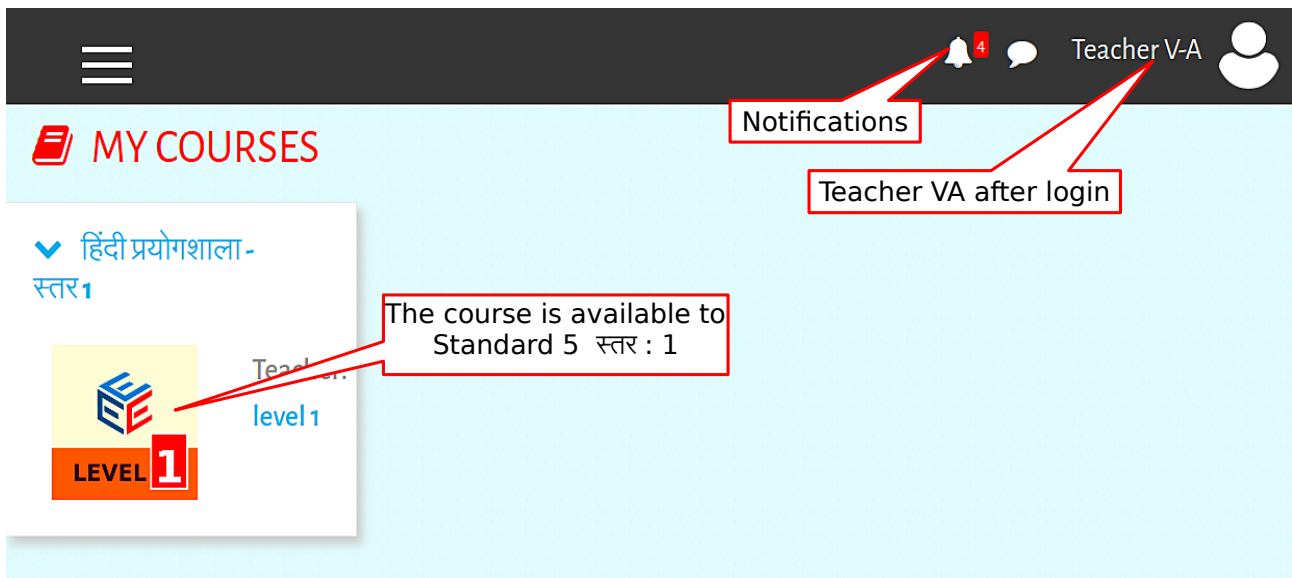 4
Teacher V-A
Notifications
MY COURSES
Teacher VA after login
हिंदी प्रयोगशाला -
स्तर 1
The course is available to
Standard 5 स्तर : 1
Teacher:
level 1
LEVEL 1